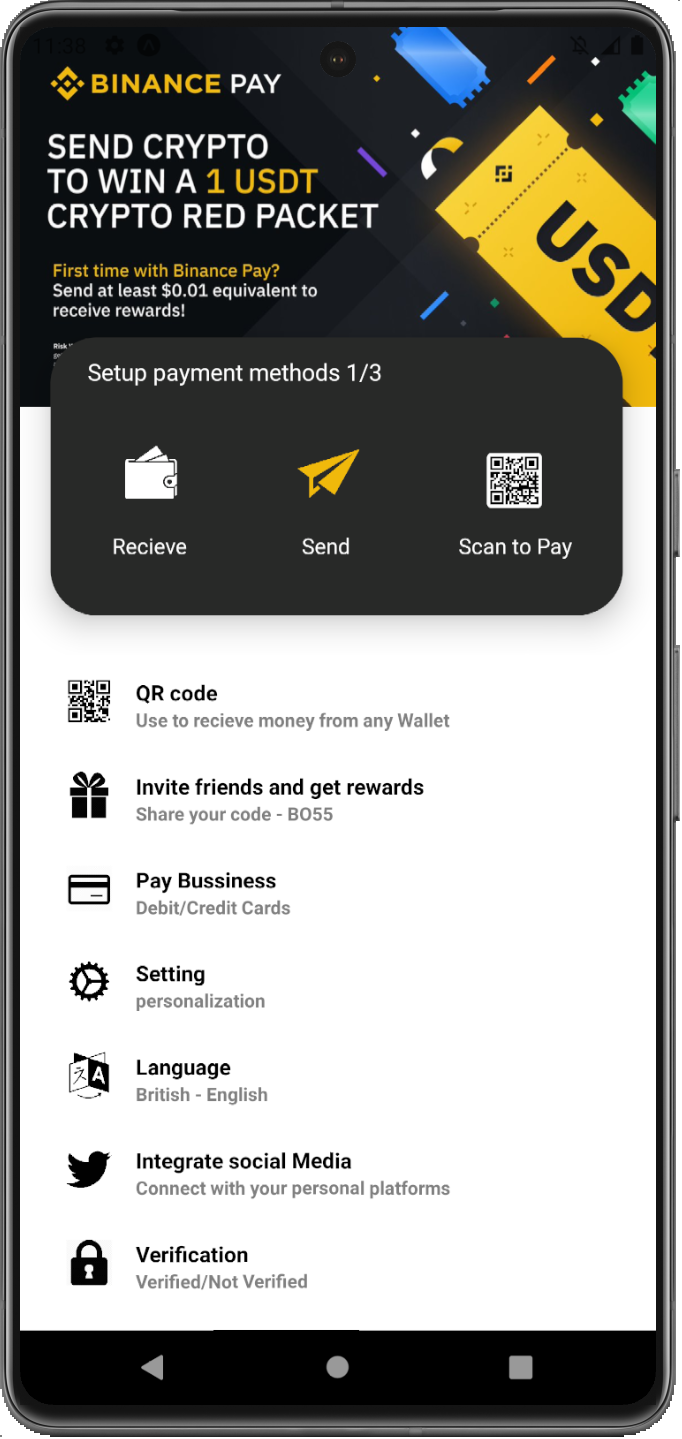 11:38
BINANCE PAY
SEND CRYPTO
TO WIN A 1 USDT
CRYPTO RED PACKET
First time with Binance Pay?
Send at least $0.01 equivalent to
receive rewards!
Risk
USD
Setup payment methods 1/3
Recieve
Send
Scan to Pay
QR code
Use to recieve money from any Wallet
Invite friends and get rewards
Share your code - BO55
Pay Bussiness
Debit/Credit Cards
Setting
personalization
Language
British - English
A
Integrate social Media
Connect with your personal platforms
Verification
Verified/Not Verified